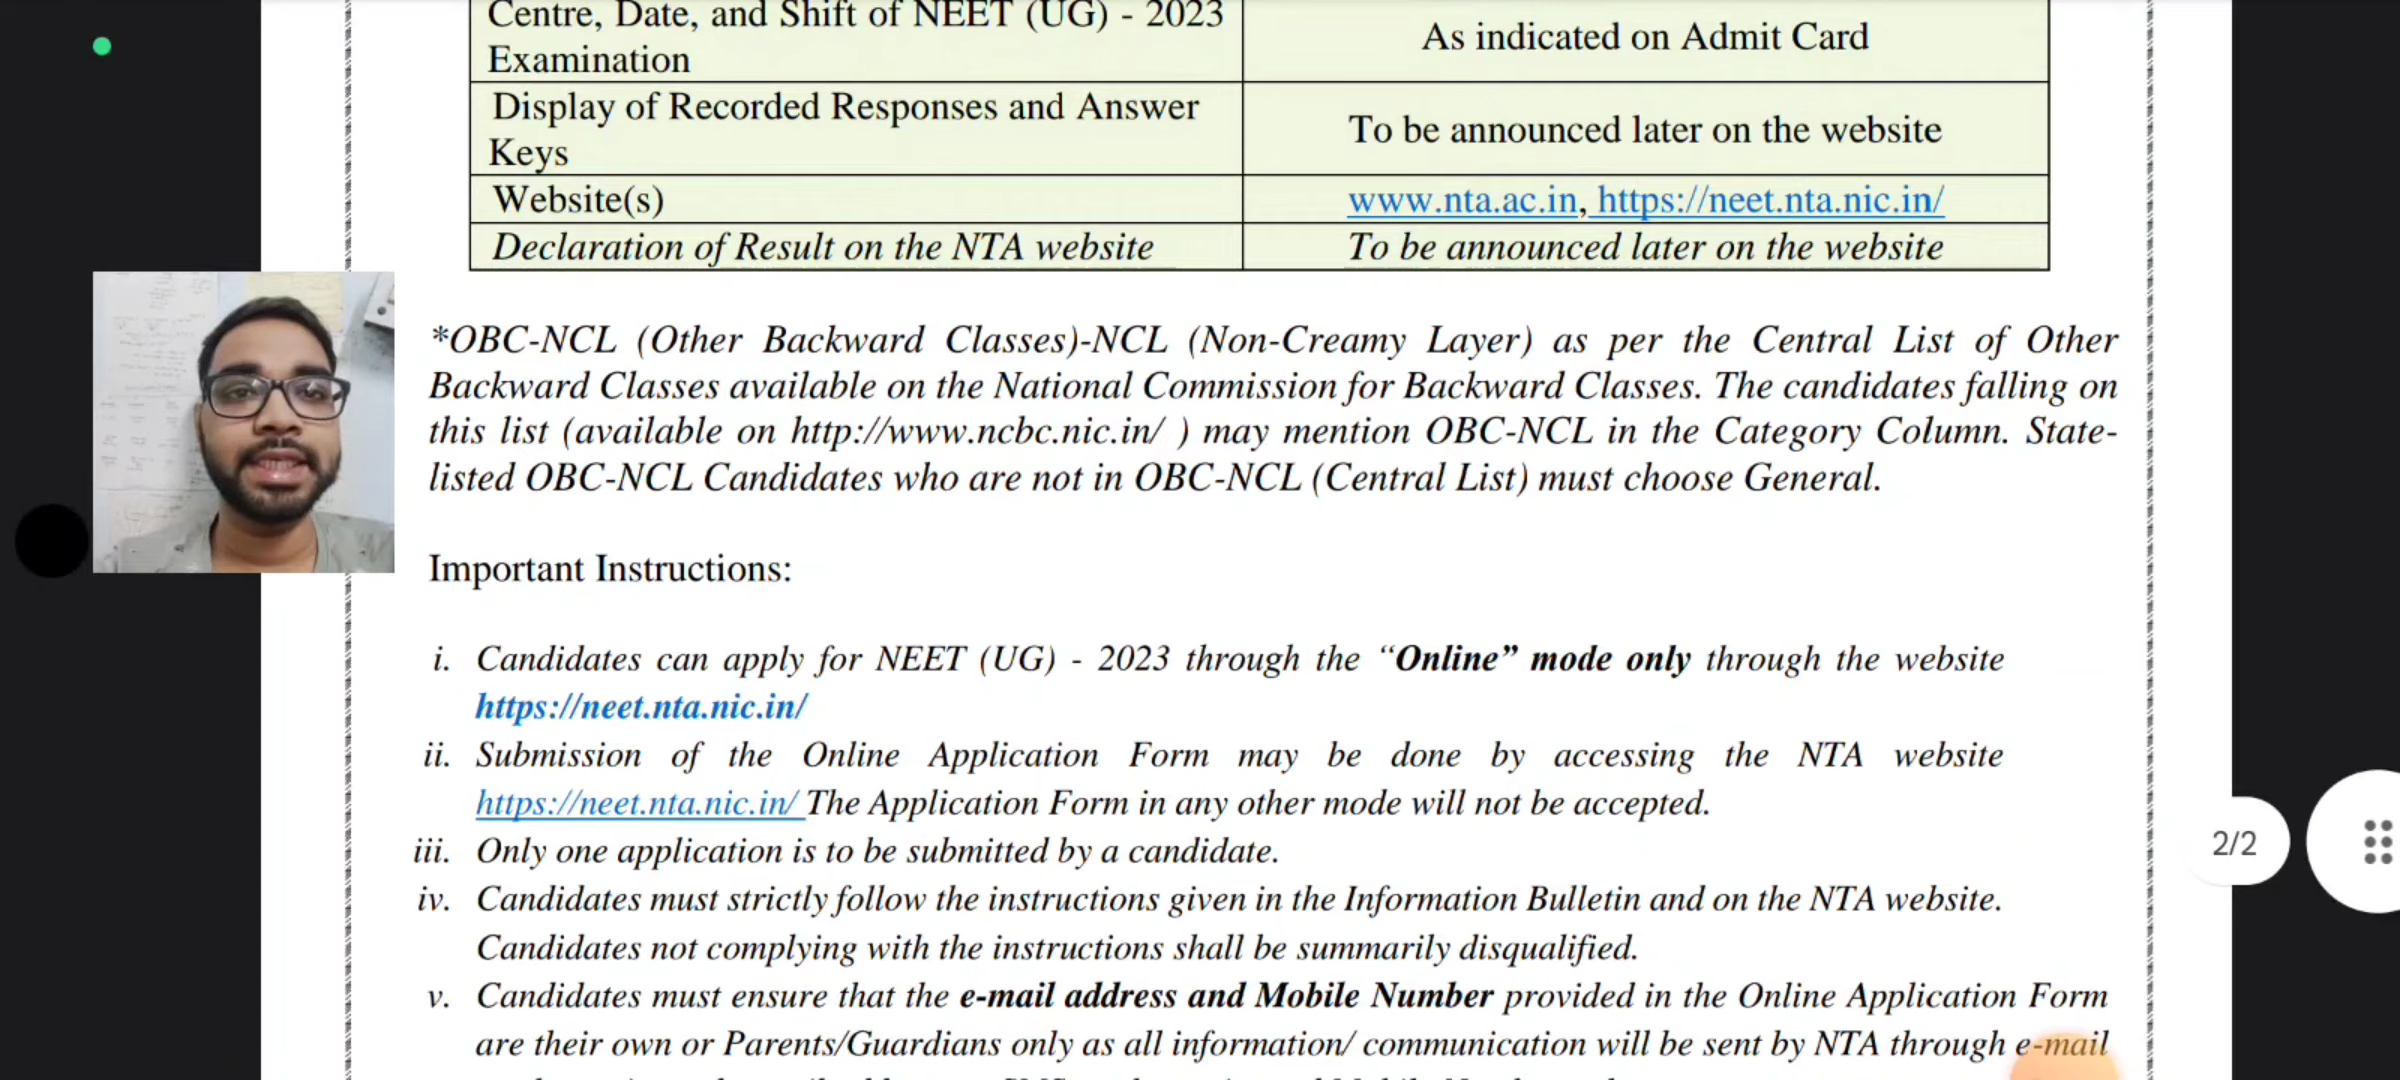 Centre, Date, and Shift of NEET (UG) - 2023
Examination
As indicated on Admit Card
Display of Recorded Responses and Answer
Keys
To be announced later on the website
Website(s)
www.nta.ac.in, https://neet.nta.nic.in/
Declaration of Result on the NTA website
To be announced later on the website
*OBC-NCL (Other Backward Classes)-NCL (Non-Creamy Layer) as per the Central List of Other
Backward Classes available on the National Commission for Backward Classes. The candidates falling on
this list (available on http://www.ncbc.nic.in/ ) may mention OBC-NCL in the Category Column. State-
listed OBC-NCL Candidates who are not in OBC-NCL (Central List) must choose General.
Important Instructions:
i. Candidates can apply for NEET (UG) - 2023 through the “Online” mode only through the website
https://neet.nta.nic.in/
ii. Submission of the Online Application Form may be done by accessing the NTA website
https://neet.nta.nic.in/ The Application Form in any other mode will not be accepted.
iii. Only one application is to be submitted by a candidate.
iv. Candidates must strictly follow the instructions given in the Information Bulletin and on the NTA website.
Candidates not complying with the instructions shall be summarily disqualified.
v. Candidates must ensure that the e-mail address and Mobile Number provided in the Online Application Form
are their own or Parents/Guardians only as all information/ communication will be sent by NTA through e-mail
2/2